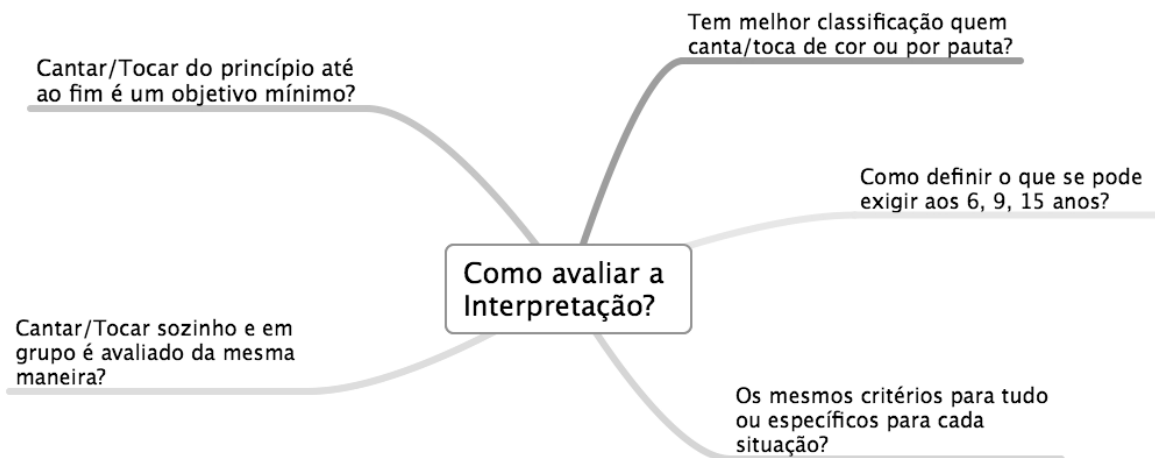 Tem melhor classificação quem
canta/toca de cor ou por pauta?
Cantar/Tocar do princípio até
ao fim é um objetivo mínimo?
Como definir o que se pode
exigir aos 6, 9, 15 anos?
Como avaliar a
Interpretação?
Cantar/Tocar sozinho e em
grupo é avaliado da mesma
maneira?
Os mesmos critérios para tudo
ou específicos para cada
situação?